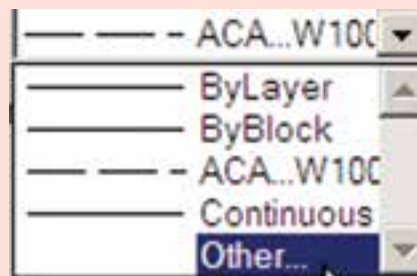 ACA...W100
ByLayer
ByBlock
ACA...W100
Continuous
Other...